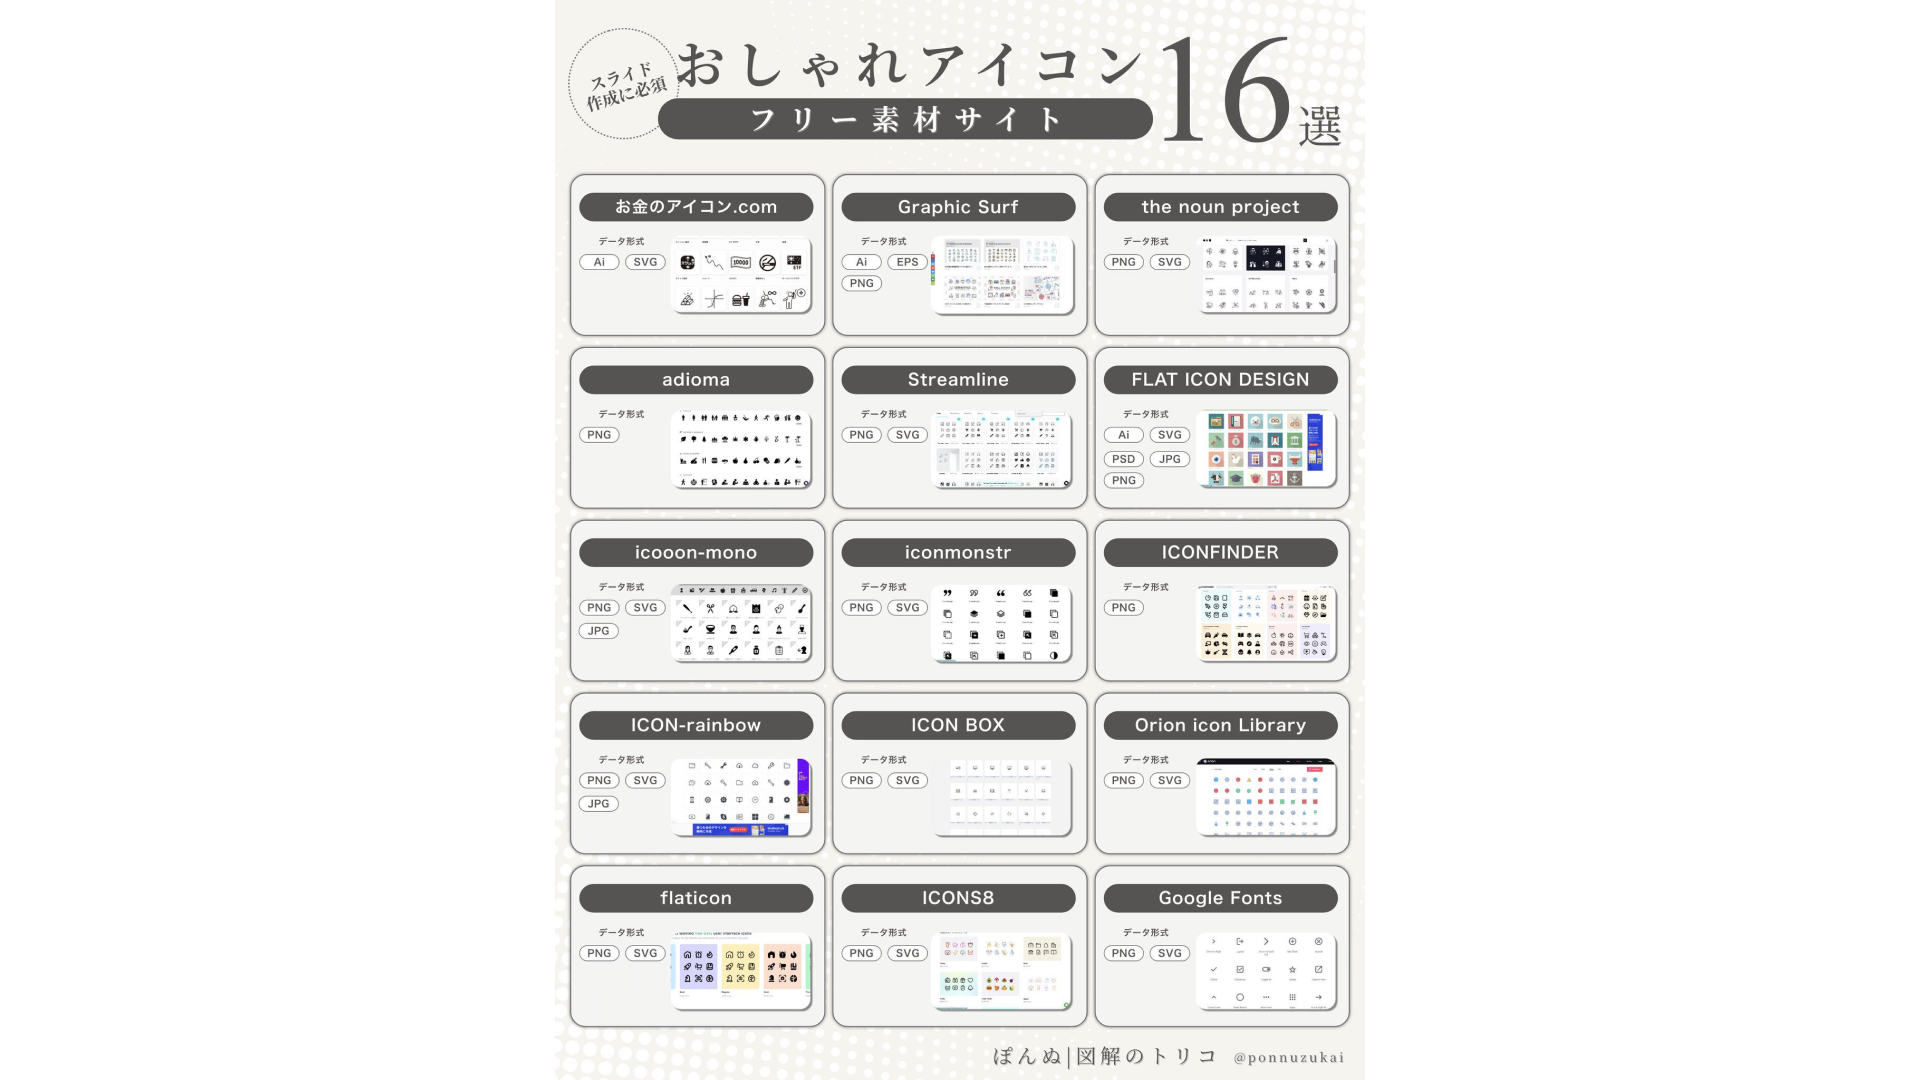 スライド
作成に必須
おしゃれアイコン
フリー素材サイト
16選
お金のアイコン.com
データ形式
Ai SVG
Graphic Surf
データ形式
Ai EPS
PNG
the noun project
データ形式
PNG SVG
adioma
データ形式
PNG
Streamline
データ形式
PNG SVG
FLAT ICON DESIGN
データ形式
Ai SVG
PSD JPG
PNG
icooon-mono
データ形式
PNG SVG
JPG
iconmonstr
データ形式
PNG SVG
ICONFINDER
データ形式
PNG
ICON-rainbow
データ形式
PNG SVG
JPG
ICON BOX
データ形式
PNG SVG
Orion icon Library
データ形式
PNG SVG
flaticon
データ形式
PNG SVG
ICONS8
データ形式
PNG SVG
Google Fonts
データ形式
PNG SVG
ぽんぬ|図解のトリコ @ponnuzukai